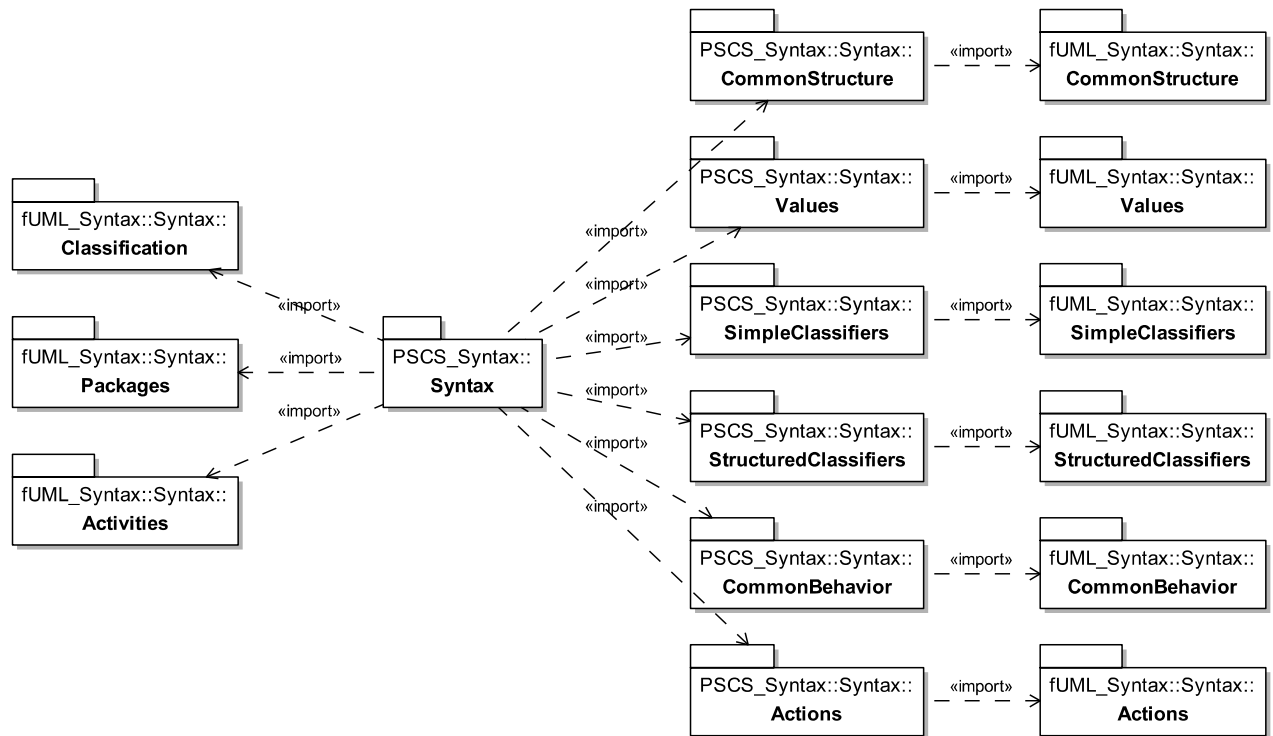 PSCS_Syntax::Syntax::
CommonStructure
«import»
fUML_Syntax::Syntax::
CommonStructure
PSCS_Syntax::Syntax::
Values
«import»
fUML_Syntax::Syntax::
Values
fUML_Syntax::Syntax::
Classification
«import»
«import»
«import»
PSCS_Syntax::Syntax::
SimpleClassifiers
«import»
fUML_Syntax::Syntax::
SimpleClassifiers
fUML_Syntax::Syntax::
Packages
«import»
PSCS_Syntax::
Syntax
«import»
«import»
PSCS_Syntax::Syntax::
StructuredClassifiers
«import»
fUML_Syntax::Syntax::
StructuredClassifiers
«import»
«import»
fUML_Syntax::Syntax::
Activities
«import»
PSCS_Syntax::Syntax::
CommonBehavior
«import»
fUML_Syntax::Syntax::
CommonBehavior
PSCS_Syntax::Syntax::
Actions
«import»
fUML_Syntax::Syntax::
Actions